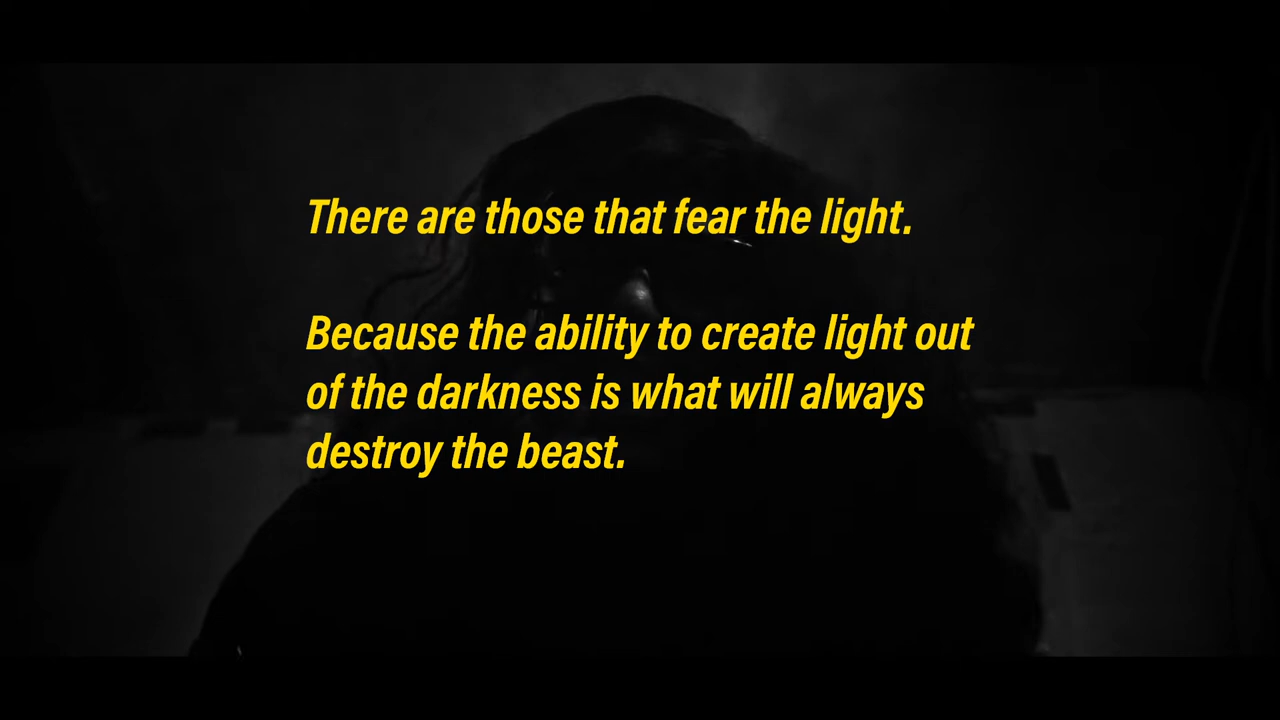 There are those that fear the light.
Because the ability to create light out
of the darkness is what will always
destroy the beast.